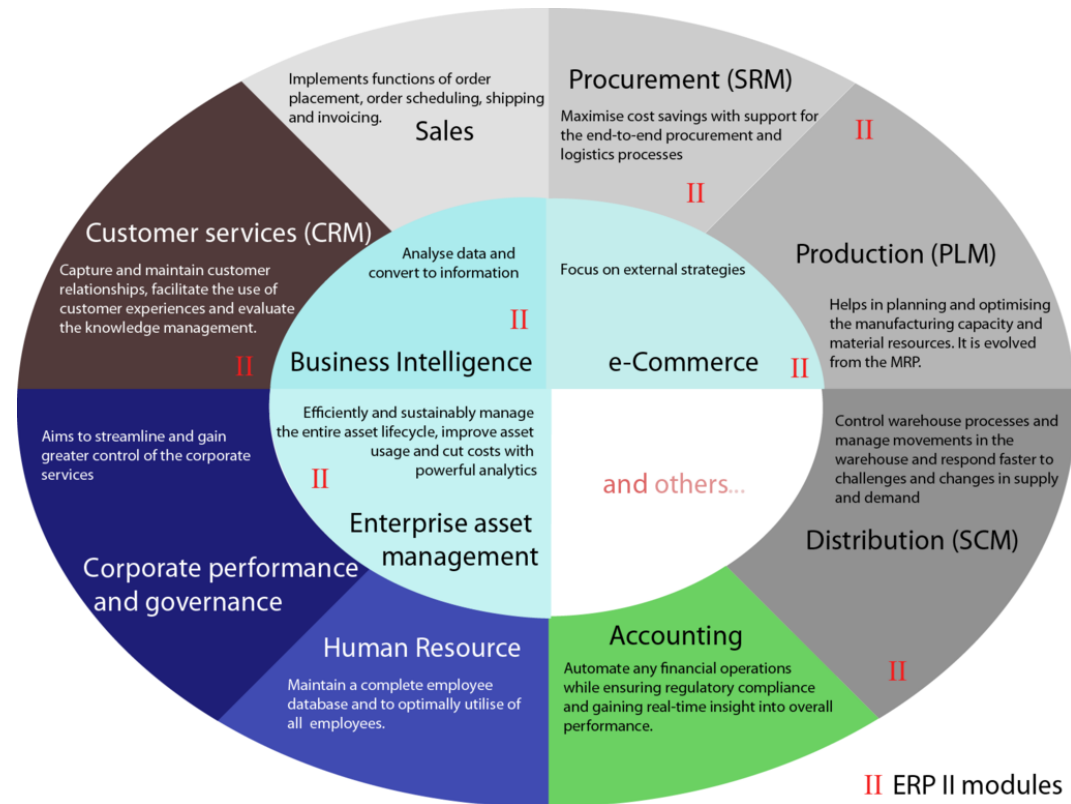 Implements functions of order
placement, order scheduling, shipping
and invoicing.
Sales
Procurement (SRM)
Maximise cost savings with support for
the end-to-end procurement and
logistics processes
II
II
Production (PLM)
Helps in planning and optimising
the manufacturing capacity and
material resources. It is evolved
from the MRP.
Customer services (CRM)
Capture and maintain customer
relationships, facilitate the use of
customer experiences and evaluate
the knowledge management.
II
Analyse data and
convert to information
II
Business Intelligence
Focus on external strategies
e-Commerce
II
Aims to streamline and gain
greater control of the corporate
services
Corporate performance
and governance
Efficiently and sustainably manage
the entire asset lifecycle, improve asset
usage and cut costs with
powerful analytics
II
Enterprise asset
management
and others...
Control warehouse processes and
manage movements in the
warehouse and respond faster to
challenges and changes in supply
and demand
Distribution (SCM)
II
Human Resource
Maintain a complete employee
database and to optimally utilise of
all employees.
Accounting
Automate any financial operations
while ensuring regulatory compliance
and gaining real-time insight into overall
performance.
II ERP II modules